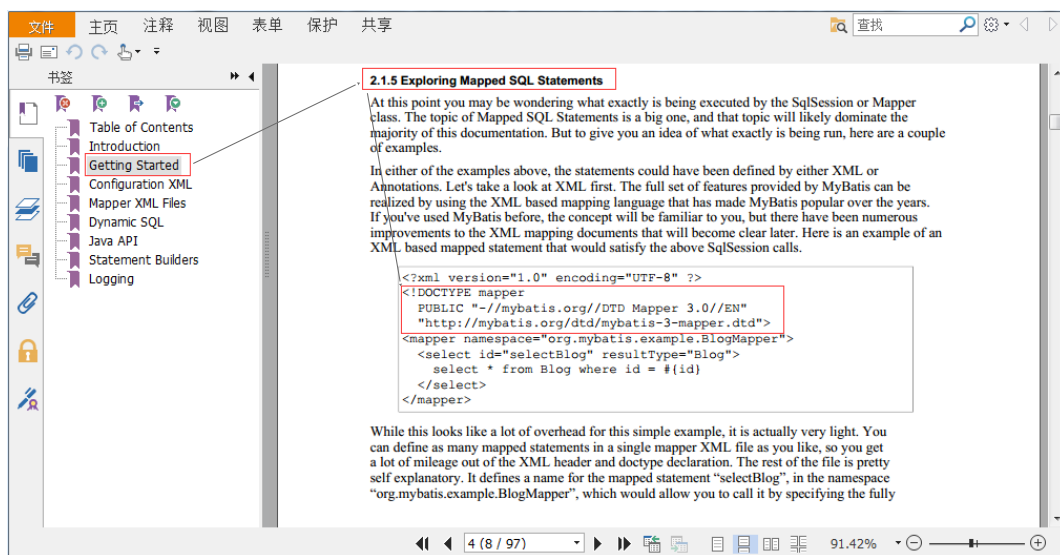 文件 主页 注释 视图 表单 保护 共享 查找
书签
Table of Contents
Introduction
Getting Started
Configuration XML
Mapper XML Files
Dynamic SQL
Java API
Statement Builders
Logging
2.1.5 Exploring Mapped SQL Statements
At this point you may be wondering what exactly is being executed by the SqlSession or Mapper
class. The topic of Mapped SQL Statements is a big one, and that topic will likely dominate the
majority of this documentation. But to give you an idea of what exactly is being run, here are a couple
of examples.
In either of the examples above, the statements could have been defined by either XML or
Annotations. Let's take a look at XML first. The full set of features provided by MyBatis can be
realized by using the XML based mapping language that has made MyBatis popular over the years.
If you've used MyBatis before, the concept will be familiar to you, but there have been numerous
improvements to the XML mapping documents that will become clear later. Here is an example of an
XML based mapped statement that would satisfy the above SqlSession calls.
<?xml version="1.0" encoding="UTF-8" ?>
<!DOCTYPE mapper
PUBLIC "-//mybatis.org//DTD Mapper 3.0//EN"
"http://mybatis.org/dtd/mybatis-3-mapper.dtd">
<mapper namespace="org.mybatis.example.BlogMapper">
<select id="selectBlog" resultType="Blog">
select * from Blog where id = #{id}
</select>
</mapper>
While this looks like a lot of overhead for this simple example, it is actually very light. You
can define as many mapped statements in a single mapper XML file as you like, so you get
a lot of mileage out of the XML header and doctype declaration. The rest of the file is pretty
self explanatory. It defines a name for the mapped statement “selectBlog”, in the namespace
“org.mybatis.example.BlogMapper”, which would allow you to call it by specifying the fully
4 (8 / 97) 91.42%